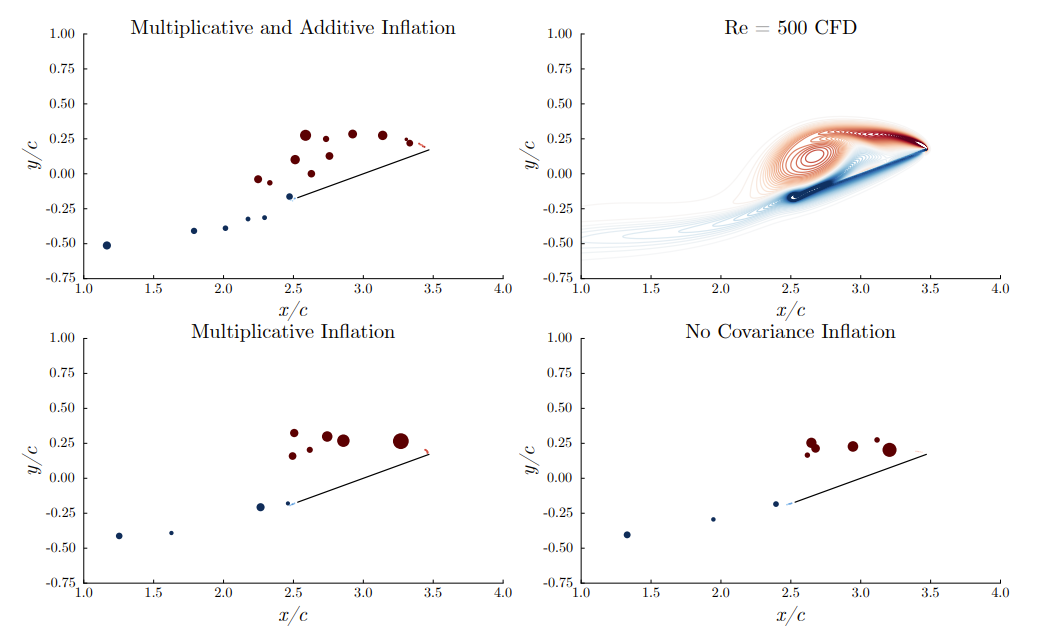 Multiplicative and Additive Inflation
1.00
0.75
0.50
0.25
0.00
-0.25
-0.50
-0.75
y/c
1.0 1.5 2.0 2.5 3.0 3.5 4.0
x/c
Re = 500 CFD
1.00
0.75
0.50
0.25
0.00
-0.25
-0.50
-0.75
y/c
1.0 1.5 2.0 2.5 3.0 3.5 4.0
x/c
Multiplicative Inflation
1.00
0.75
0.50
0.25
0.00
-0.25
-0.50
-0.75
y/c
1.0 1.5 2.0 2.5 3.0 3.5 4.0
x/c
No Covariance Inflation
1.00
0.75
0.50
0.25
0.00
-0.25
-0.50
-0.75
y/c
1.0 1.5 2.0 2.5 3.0 3.5 4.0
x/c